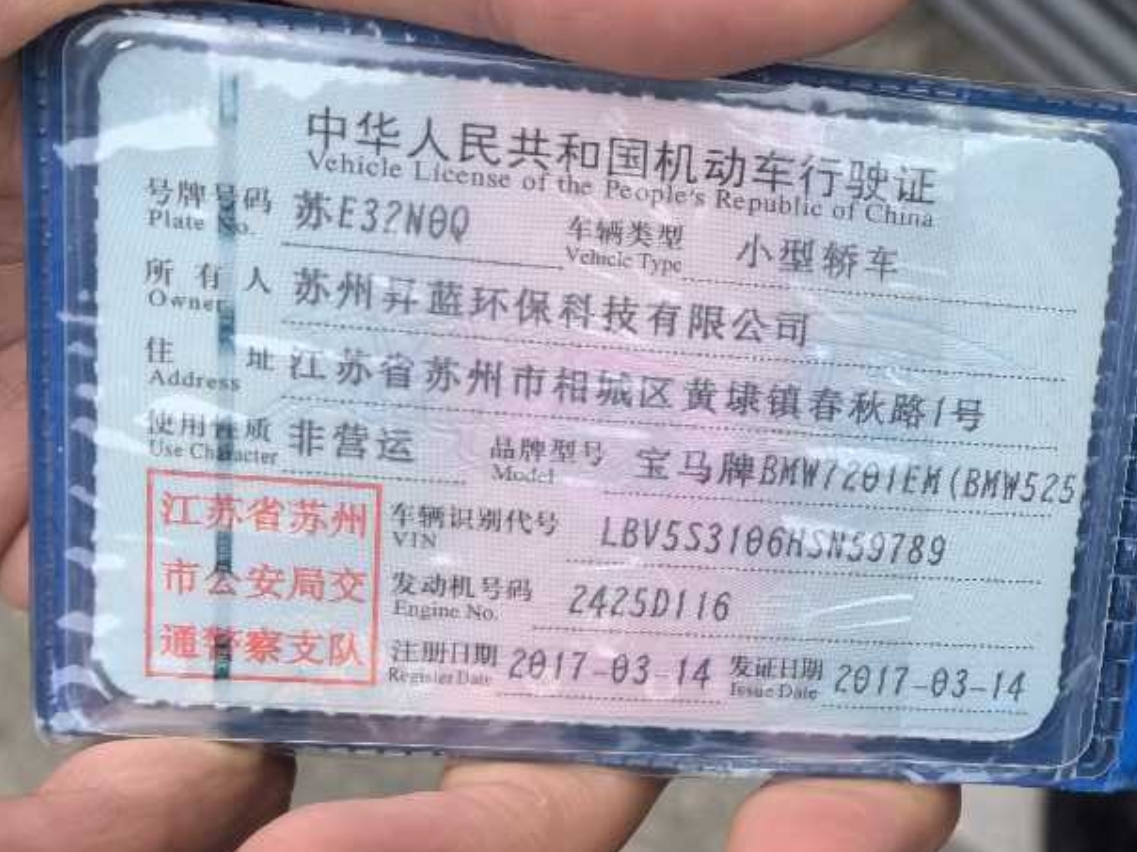 中华人民共和国机动车行驶证
Vehicle License of the People's Republic of China
号牌号码 苏E32N0Q 车辆类型 小型轿车
Plate No. Vehicle Type
所有人 苏州昇蓝环保科技有限公司
Owner
住址 江苏省苏州市相城区黄埭镇春秋路1号
Address
使用性质 非营运 品牌型号 宝马牌BMW7201EM(BMW525
Use Character Model
江苏省苏州
市公安局交
通警察支队
车辆识别代号 LBV5S3106HSN59789
VIN
发动机号码 2425D116
Engine No.
注册日期 2017-03-14 发证日期 2017-03-14
Register Date Issue Date